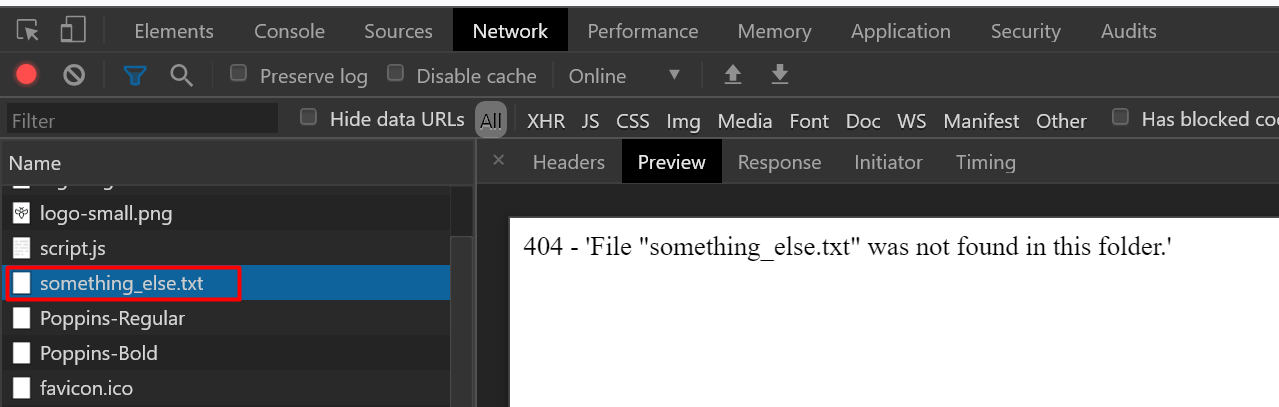 Elements Console Sources Network Performance Memory Application Security Audits
Preserve log Disable cache Online
Filter Hide data URLs All XHR JS CSS Img Media Font Doc WS Manifest Other Has blocked
Name
Headers Preview Response Initiator Timing
logo-small.png
script.js
something_else.txt
Poppins-Regular
Poppins-Bold
favicon.ico
404 - 'File "something_else.txt" was not found in this folder.'